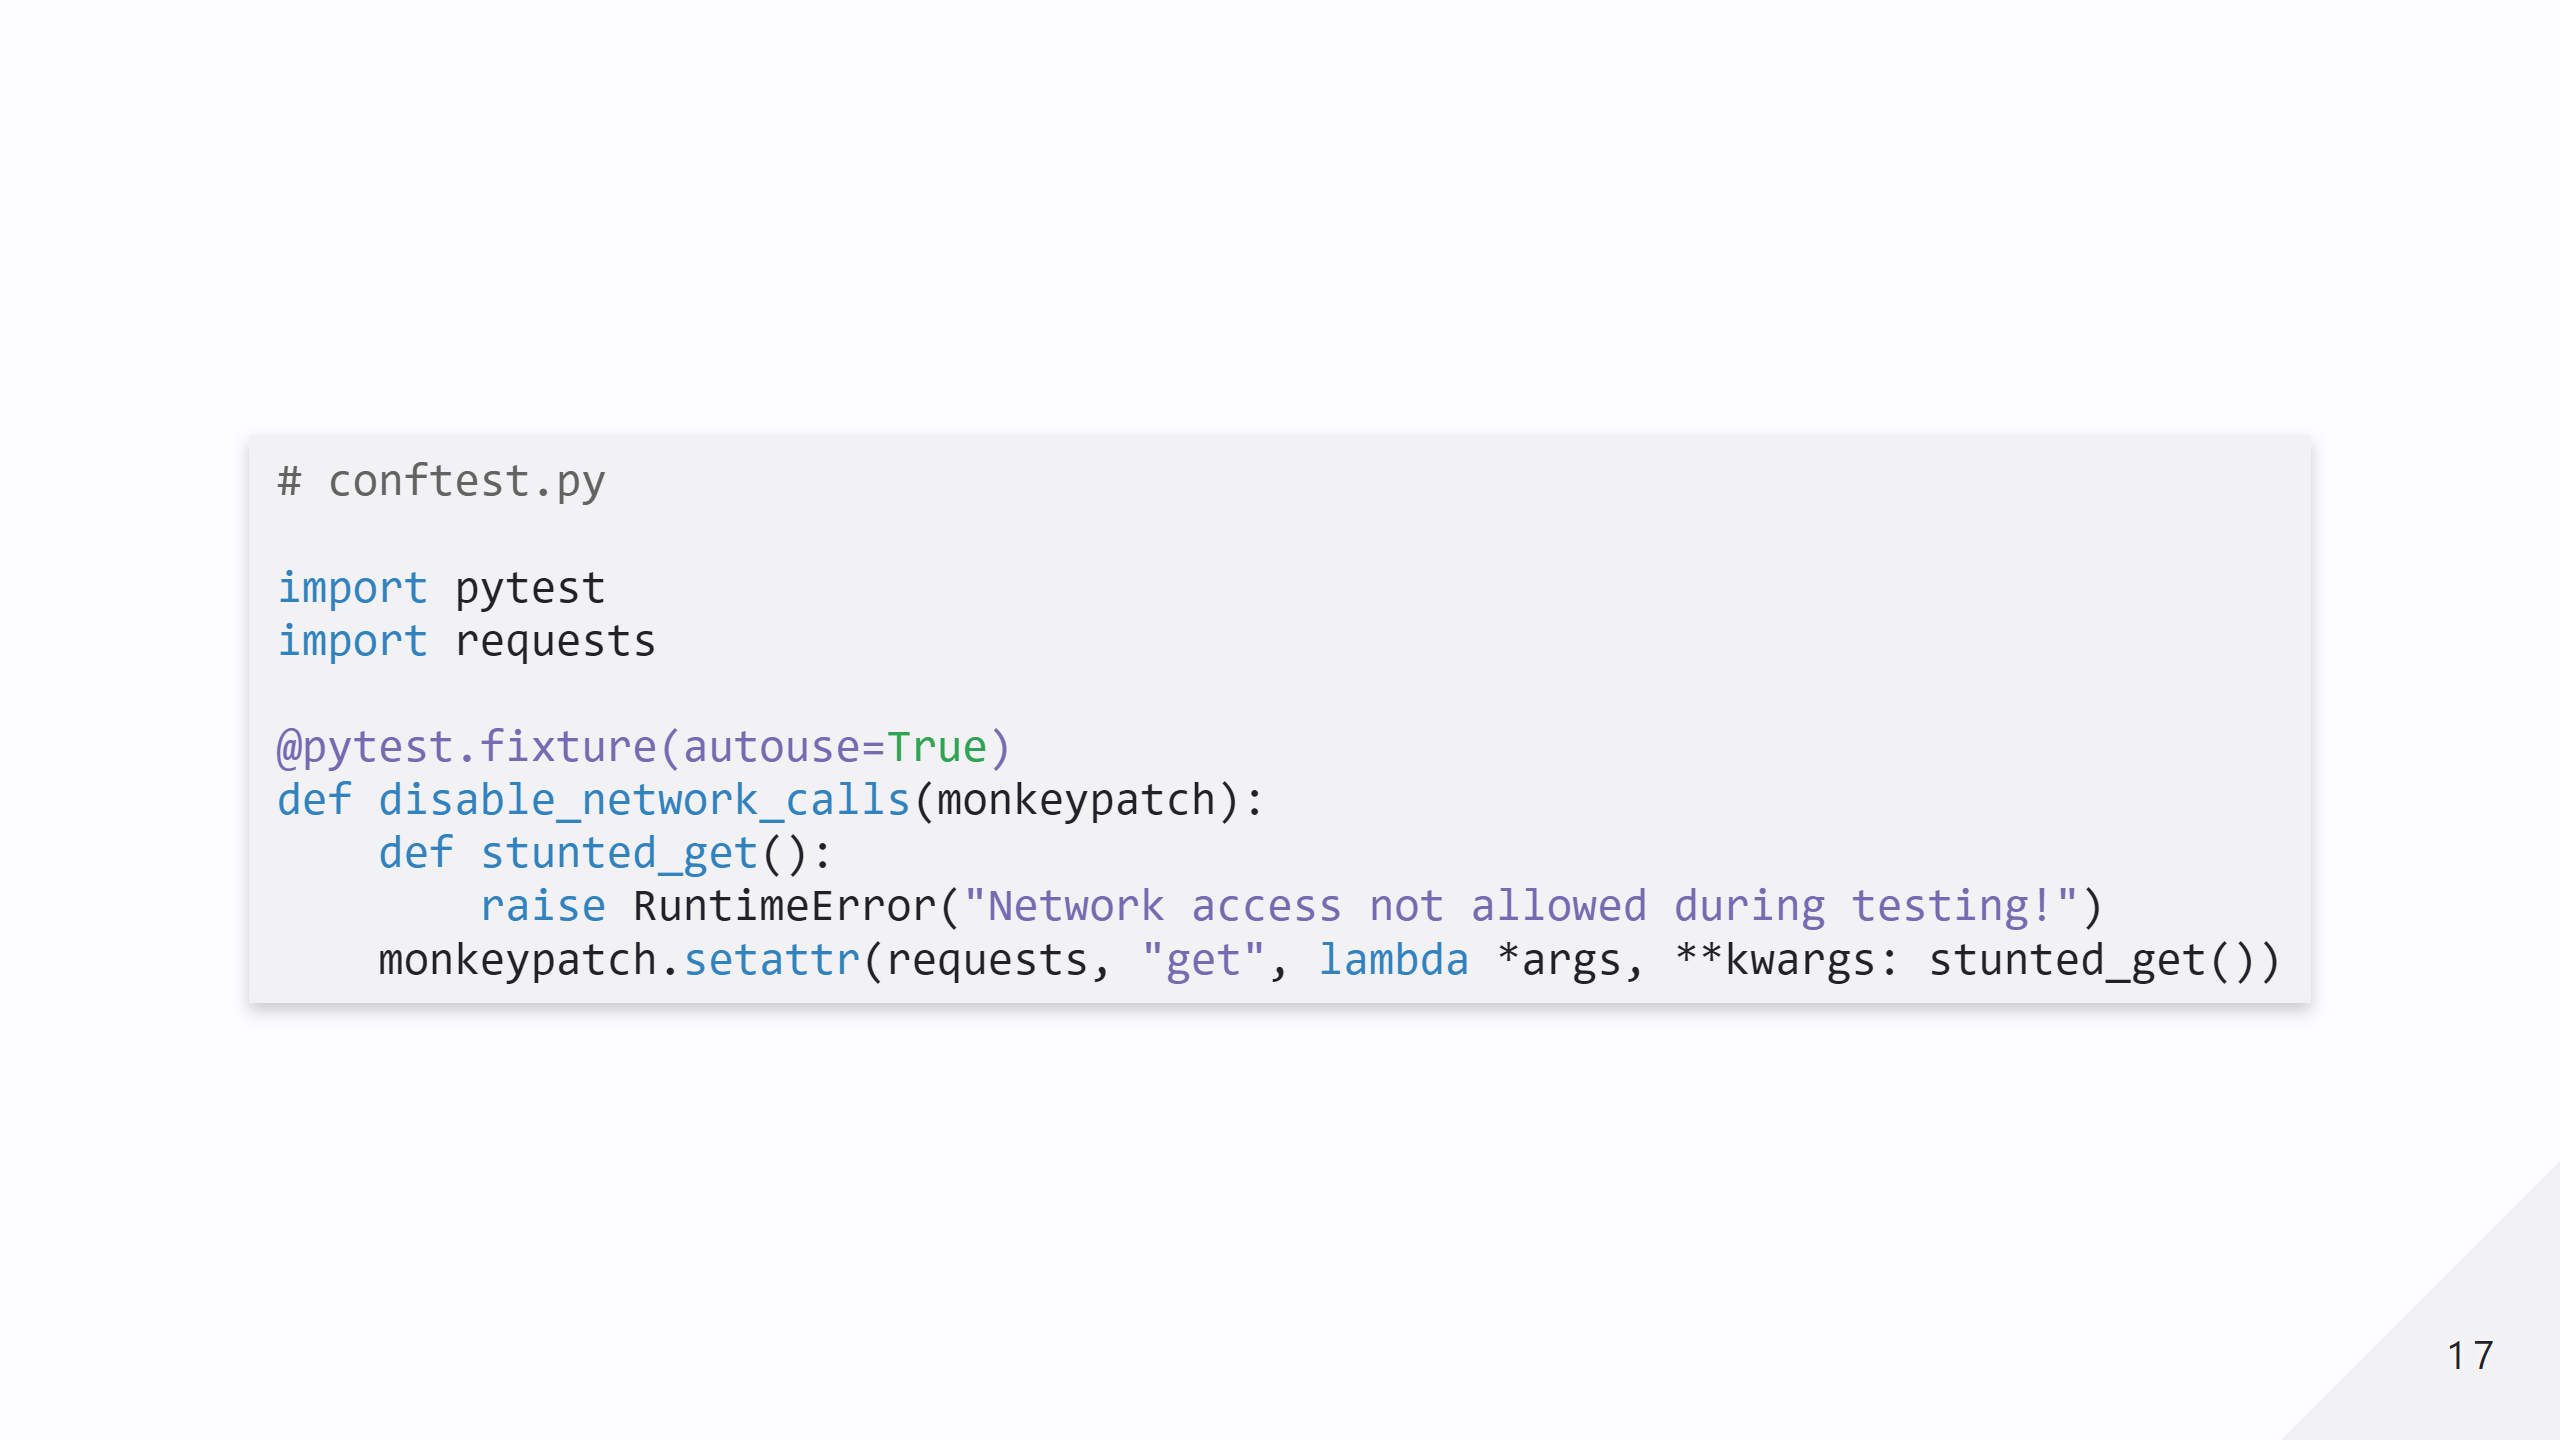 # conftest.py
import pytest
import requests
@pytest.fixture(autouse=True)
def disable_network_calls(monkeypatch):
    def stunted_get():
        raise RuntimeError("Network access not allowed during testing!")
    monkeypatch.setattr(requests, "get", lambda *args, **kwargs: stunted_get())
17